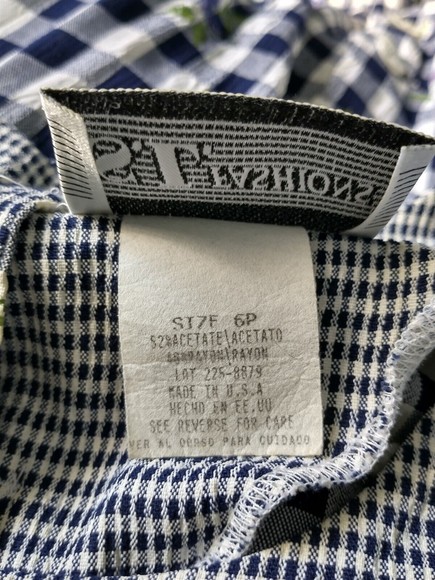 S.L. FASHIONS
SIZE 6P
52%ACETATE\ACETATO
48%RAYON\RAYON
LOT 225-8879
MADE IN U.S.A
HECHO EN EE,UU
SEE REVERSE FOR CARE
VER AL DORSO PARA CUIDADO